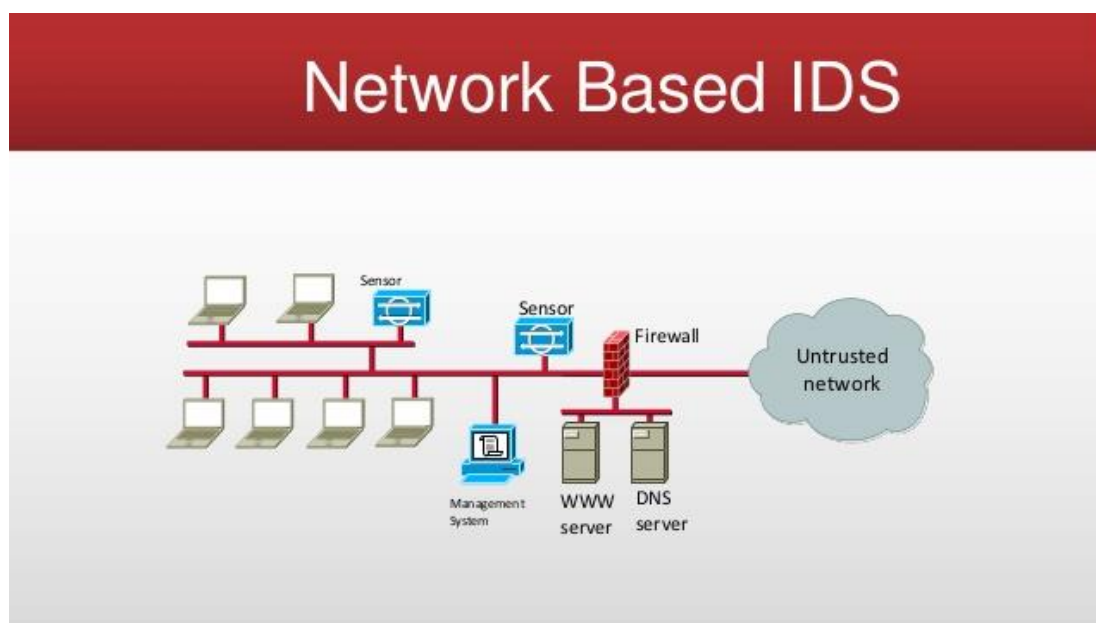 Network Based IDS
Sensor
Sensor
Firewall
Untrusted
network
Management
System
WWW
server
DNS
server